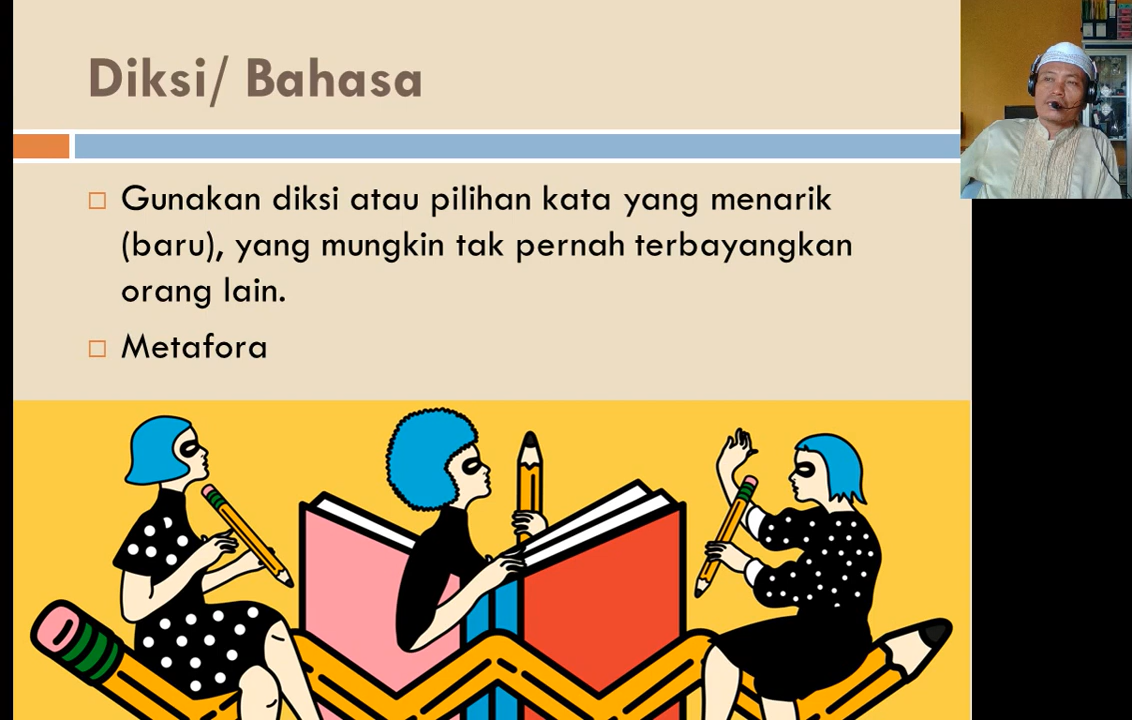 Diksi/ Bahasa
Gunakan diksi atau pilihan kata yang menarik
(baru), yang mungkin tak pernah terbayangkan
orang lain.
Metafora